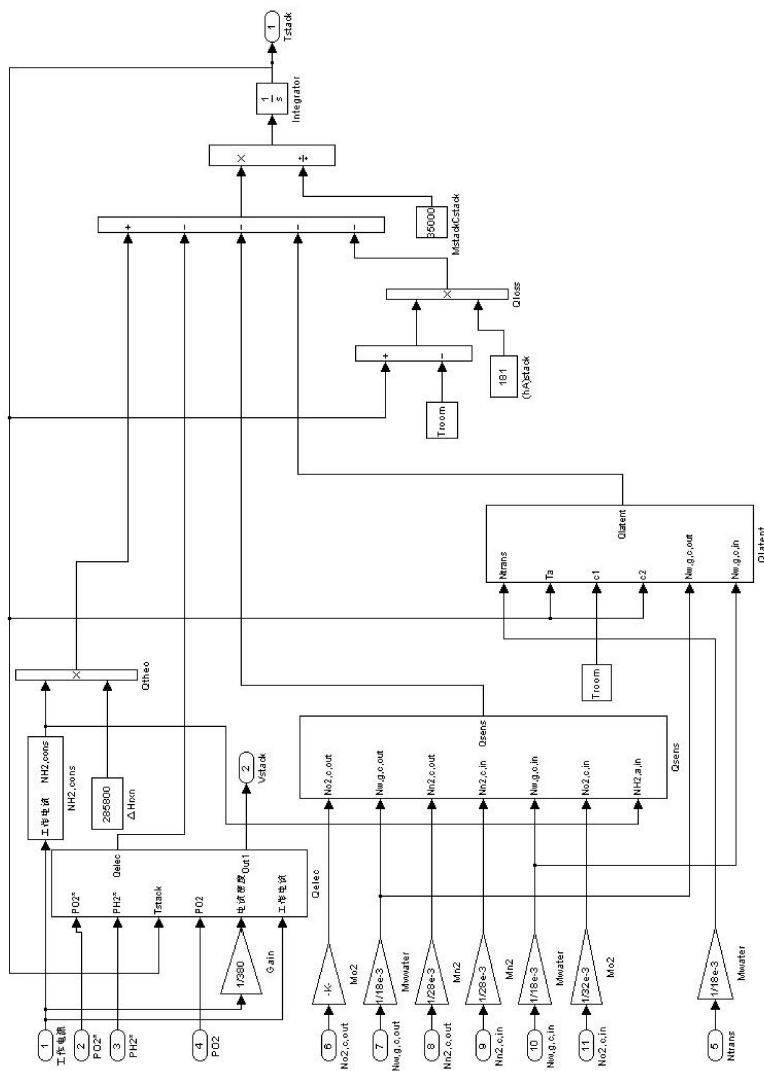 1
工作电流
2
PO2*
3
PH2*
4
PO2
PO2*
PH2*
Tstack
PO2
电流密度
工作电流
Qelec
Out1
Qelec
1/380
Gain
工作电流
NH2,cons
NH2,cons
285800
ΔHrxn
×
Qtheo
2
Vstack
6
No2,c,out
-K-
Mo2
7
Nw,g,c,out
1/18e-3
Mwater
8
Nn2,c,out
1/28e-3
Mn2
9
Nn2,c,in
1/28e-3
Mn2
10
Nw,g,c,in
1/18e-3
Mwater
11
No2,c,in
1/32e-3
Mo2
No2,c,out
Nw,g,c,out
Nn2,c,out
Nn2,c,in
Nw,g,c,in
No2,c,in
NH2,a,in
Qsens
Qsens
5
Ntrans
1/18e-3
Mwater
Troom
Ntrans
Ta
c1
c2
Nw,g,c,out
Nw,g,c,in
Qlatent
Qlatent
Troom
+
-
181
(hA)stack
×
Qloss
+
-
-
-
-
35000
MstackCstack
×
÷
1
s
Integrator
1
Tstack